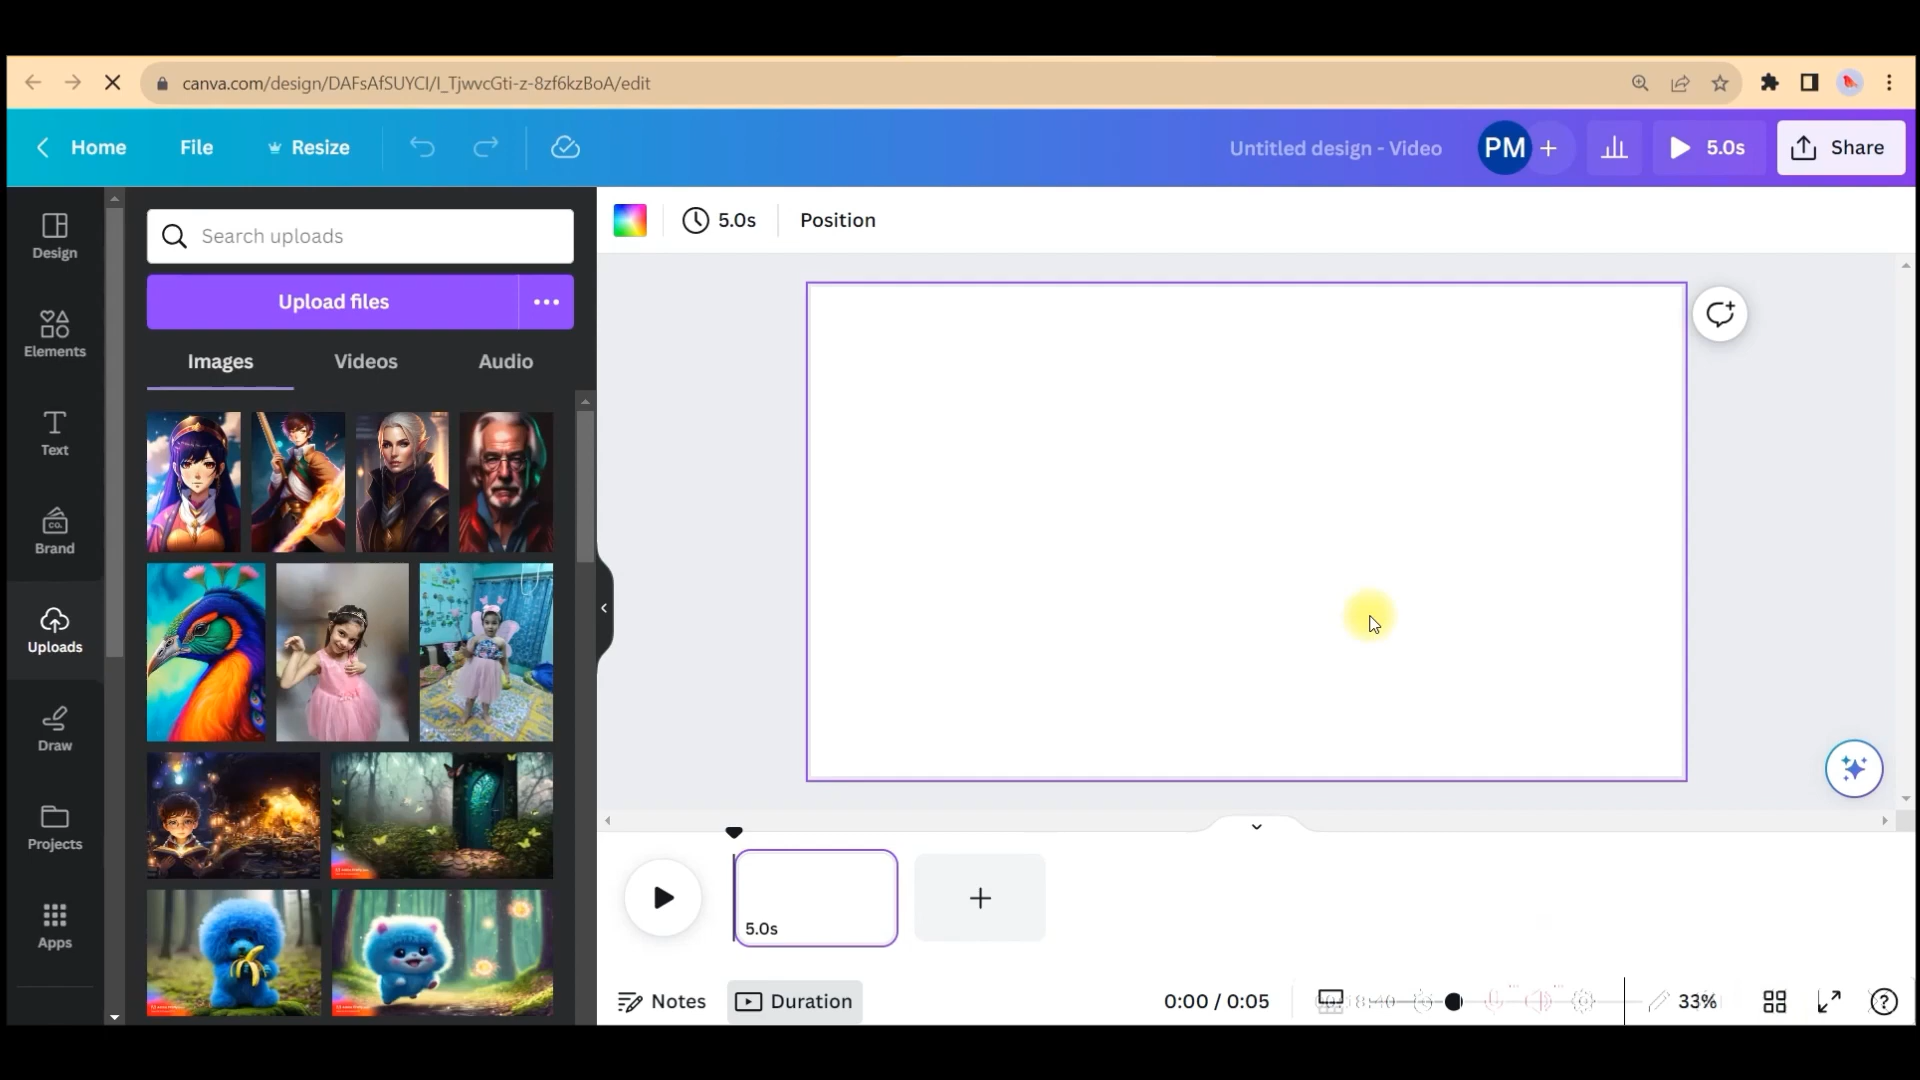 canva.com/design/DAFsAfSUYCI/I_TjwvcGti-z-8zf6kzBoA/edit
Home
File
Resize
Untitled design - Video
PM
5.0s
Share
Design
Search uploads
5.0s
Position
Upload files
Elements
Images
Videos
Audio
Text
CO.
Brand
Uploads
Draw
Projects
Apps
5.0s
Notes
Duration
0:00 / 0:05
33%